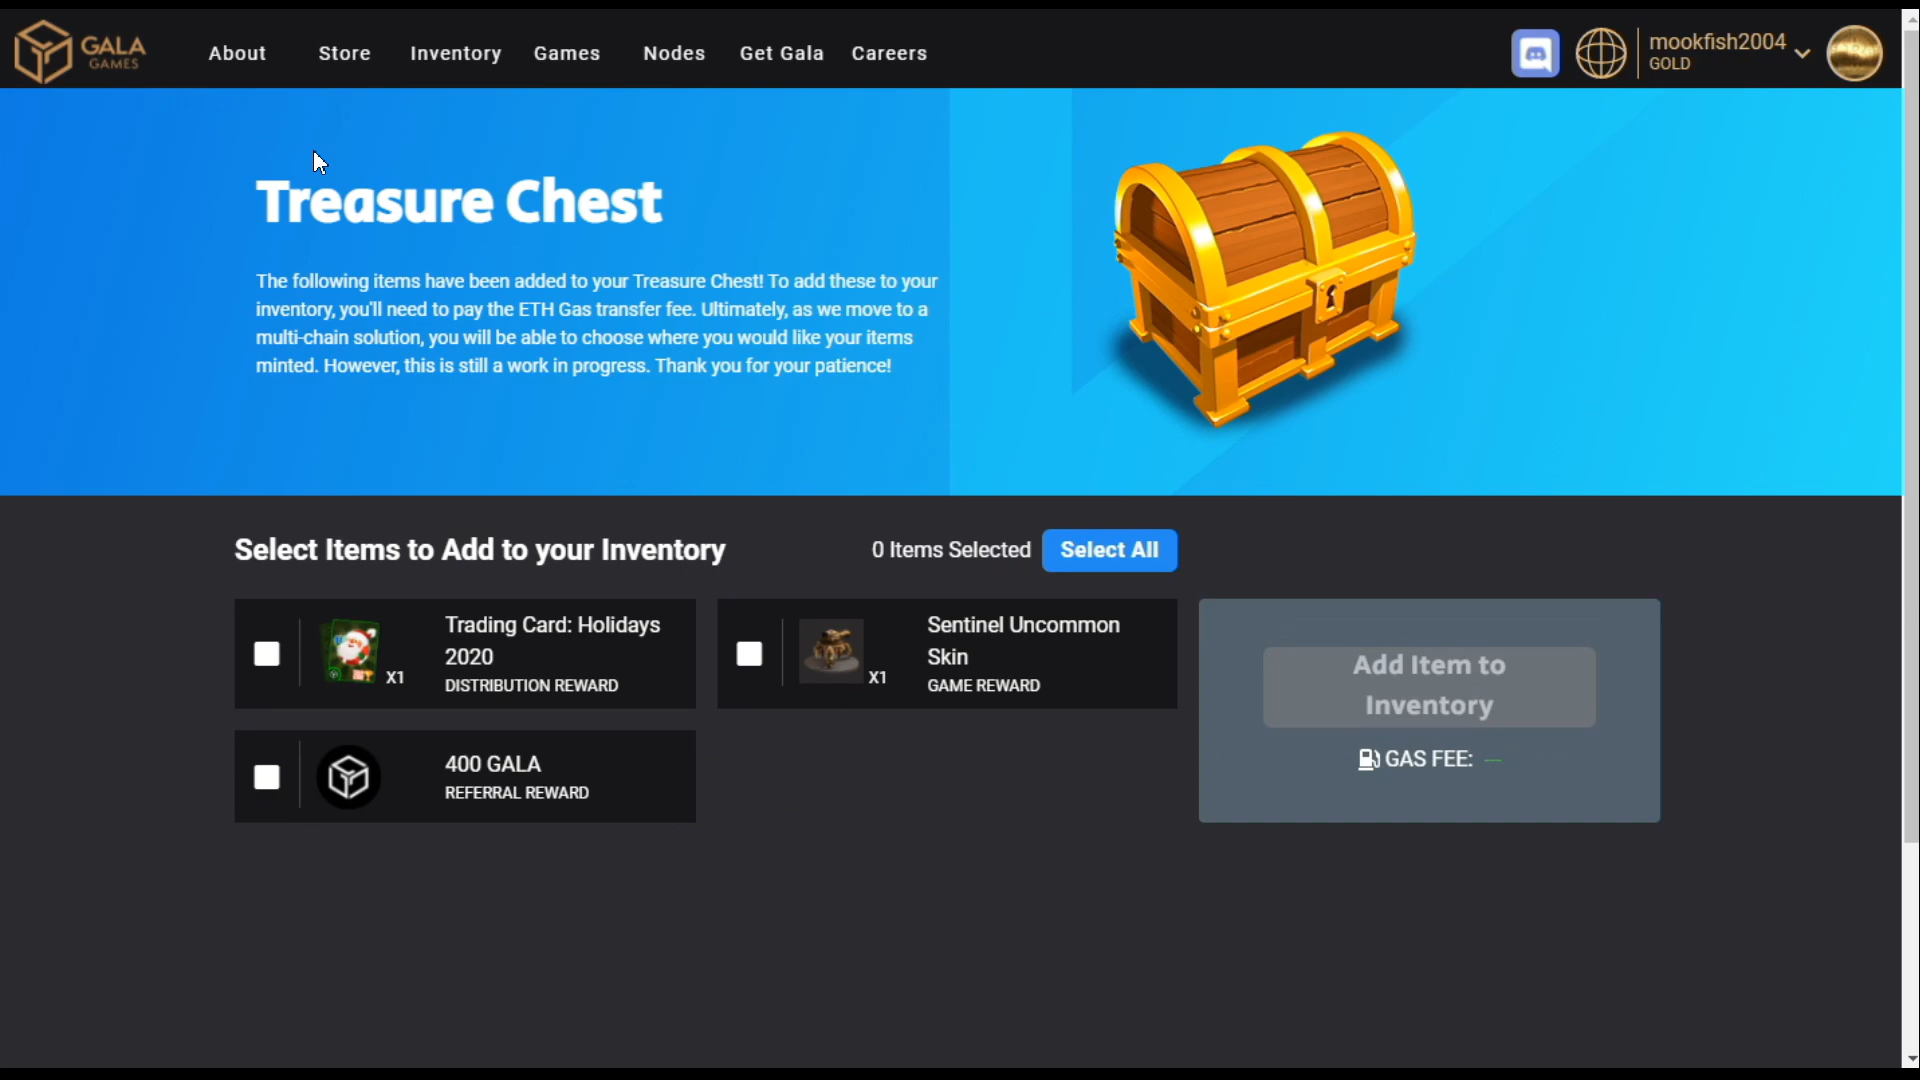 GALA
GAMES
About Store Inventory Games Nodes Get Gala Careers
mookfish2004
GOLD
Treasure Chest
The following items have been added to your Treasure Chest! To add these to your
inventory, you'll need to pay the ETH Gas transfer fee. Ultimately, as we move to a
multi-chain solution, you will be able to choose where you would like your items
minted. However, this is still a work in progress. Thank you for your patience!
Select Items to Add to your Inventory
0 Items Selected
Select All
Trading Card: Holidays
2020
X1
DISTRIBUTION REWARD
Sentinel Uncommon
Skin
X1
GAME REWARD
400 GALA
REFERRAL REWARD
Add Item to
Inventory
GAS FEE: —